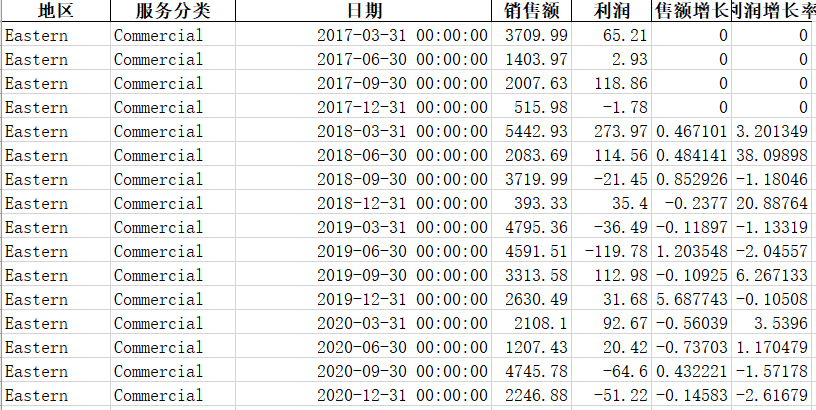 地区 服务分类 日期 销售额 利润 售额增长 利润增长率
Eastern Commercial 2017-03-31 00:00:00 3709.99 65.21 0 0
Eastern Commercial 2017-06-30 00:00:00 1403.97 2.93 0 0
Eastern Commercial 2017-09-30 00:00:00 2007.63 118.86 0 0
Eastern Commercial 2017-12-31 00:00:00 515.98 -1.78 0 0
Eastern Commercial 2018-03-31 00:00:00 5442.93 273.97 0.467101 3.201349
Eastern Commercial 2018-06-30 00:00:00 2083.69 114.56 0.484141 38.09898
Eastern Commercial 2018-09-30 00:00:00 3719.99 -21.45 0.852926 -1.18046
Eastern Commercial 2018-12-31 00:00:00 393.33 35.4 -0.2377 20.88764
Eastern Commercial 2019-03-31 00:00:00 4795.36 -36.49 -0.11897 -1.13319
Eastern Commercial 2019-06-30 00:00:00 4591.51 -119.78 1.203548 -2.04557
Eastern Commercial 2019-09-30 00:00:00 3313.58 112.98 -0.10925 6.267133
Eastern Commercial 2019-12-31 00:00:00 2630.49 31.68 5.687743 -0.10508
Eastern Commercial 2020-03-31 00:00:00 2108.1 92.67 -0.56039 3.5396
Eastern Commercial 2020-06-30 00:00:00 1207.43 20.42 -0.73703 1.170479
Eastern Commercial 2020-09-30 00:00:00 4745.78 -64.6 0.432221 -1.57178
Eastern Commercial 2020-12-31 00:00:00 2246.88 -51.22 -0.14583 -2.61679